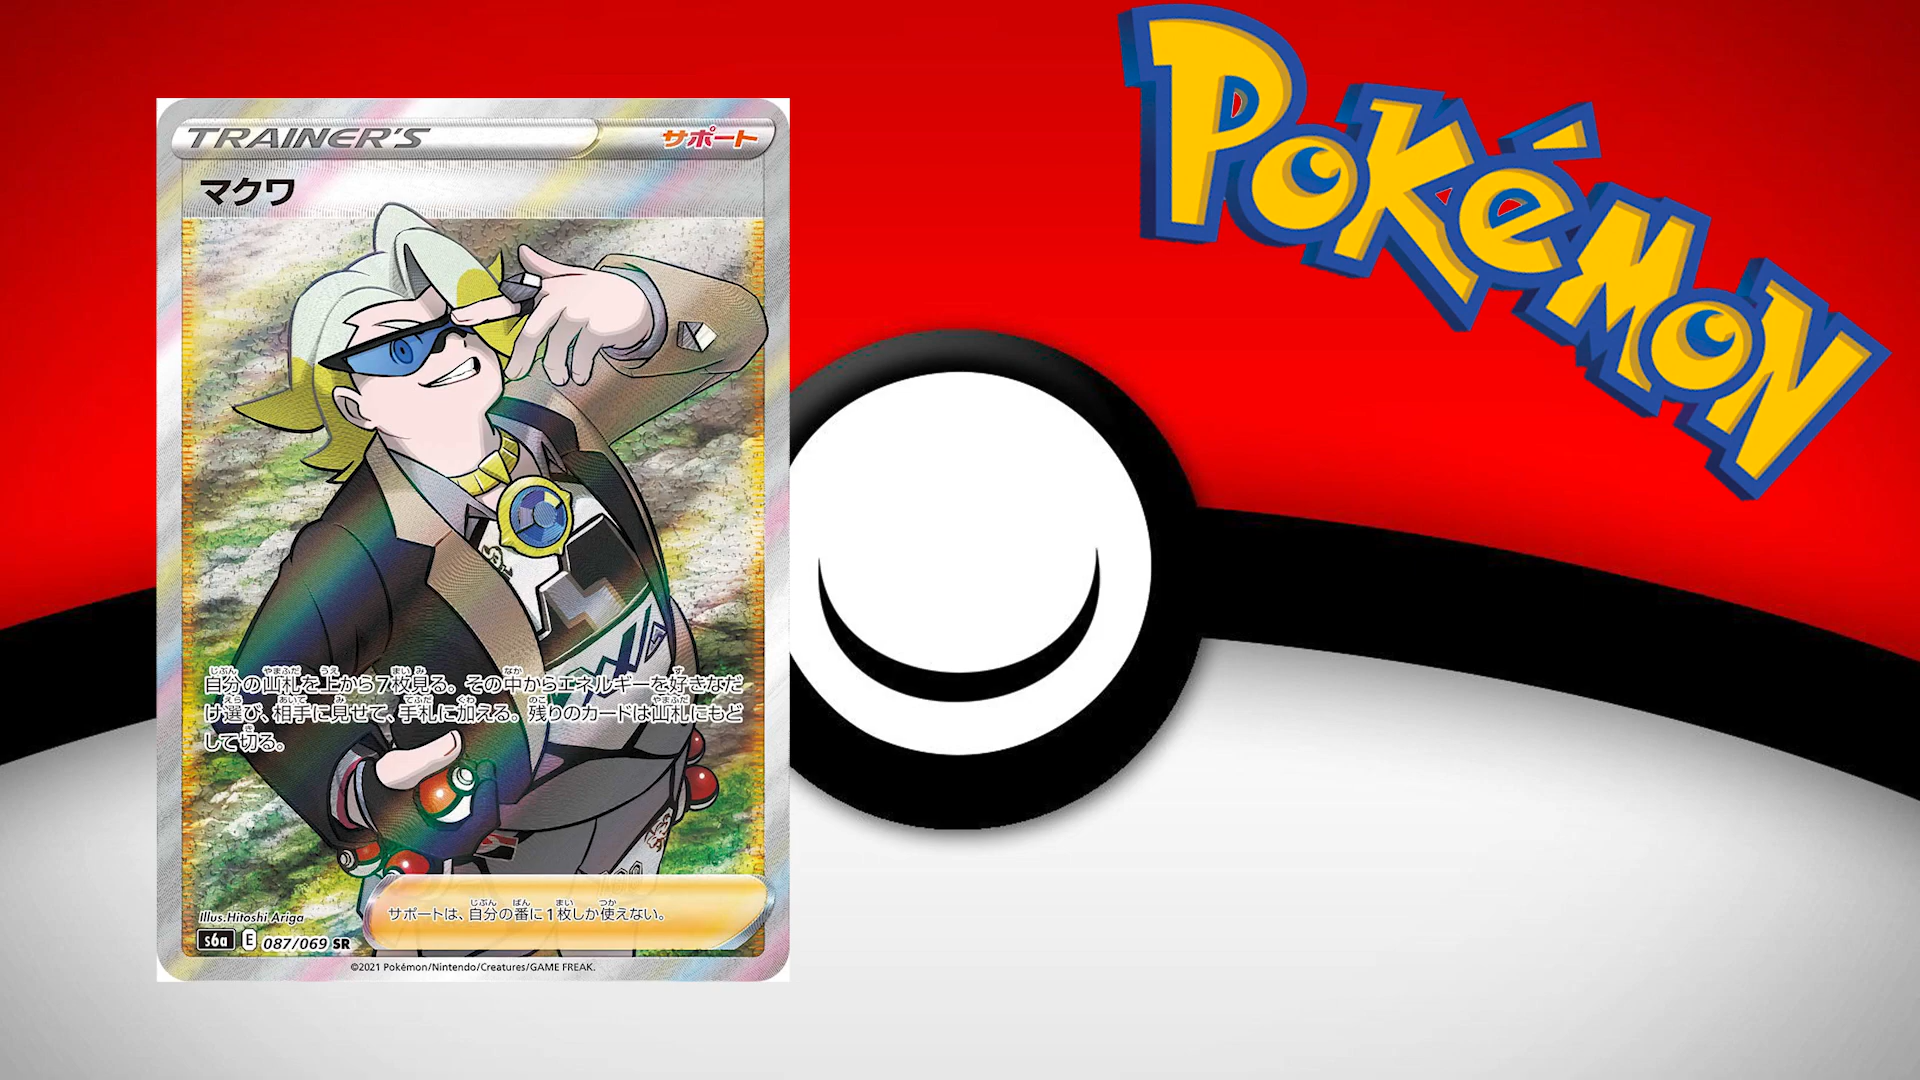 TRAINER'S サポート
マクワ
自分の山札を上から7枚見る。その中からエネルギーを好きなだ
け選び、相手に見せて、手札に加える。残りのカードは山札にもど
して切る。
サポートは、自分の番に1枚しか使えない。
Illus.Hitoshi Ariga
s6a E 087/069 SR
©2021 Pokémon/Nintendo/Creatures/GAME FREAK.
POKéMON